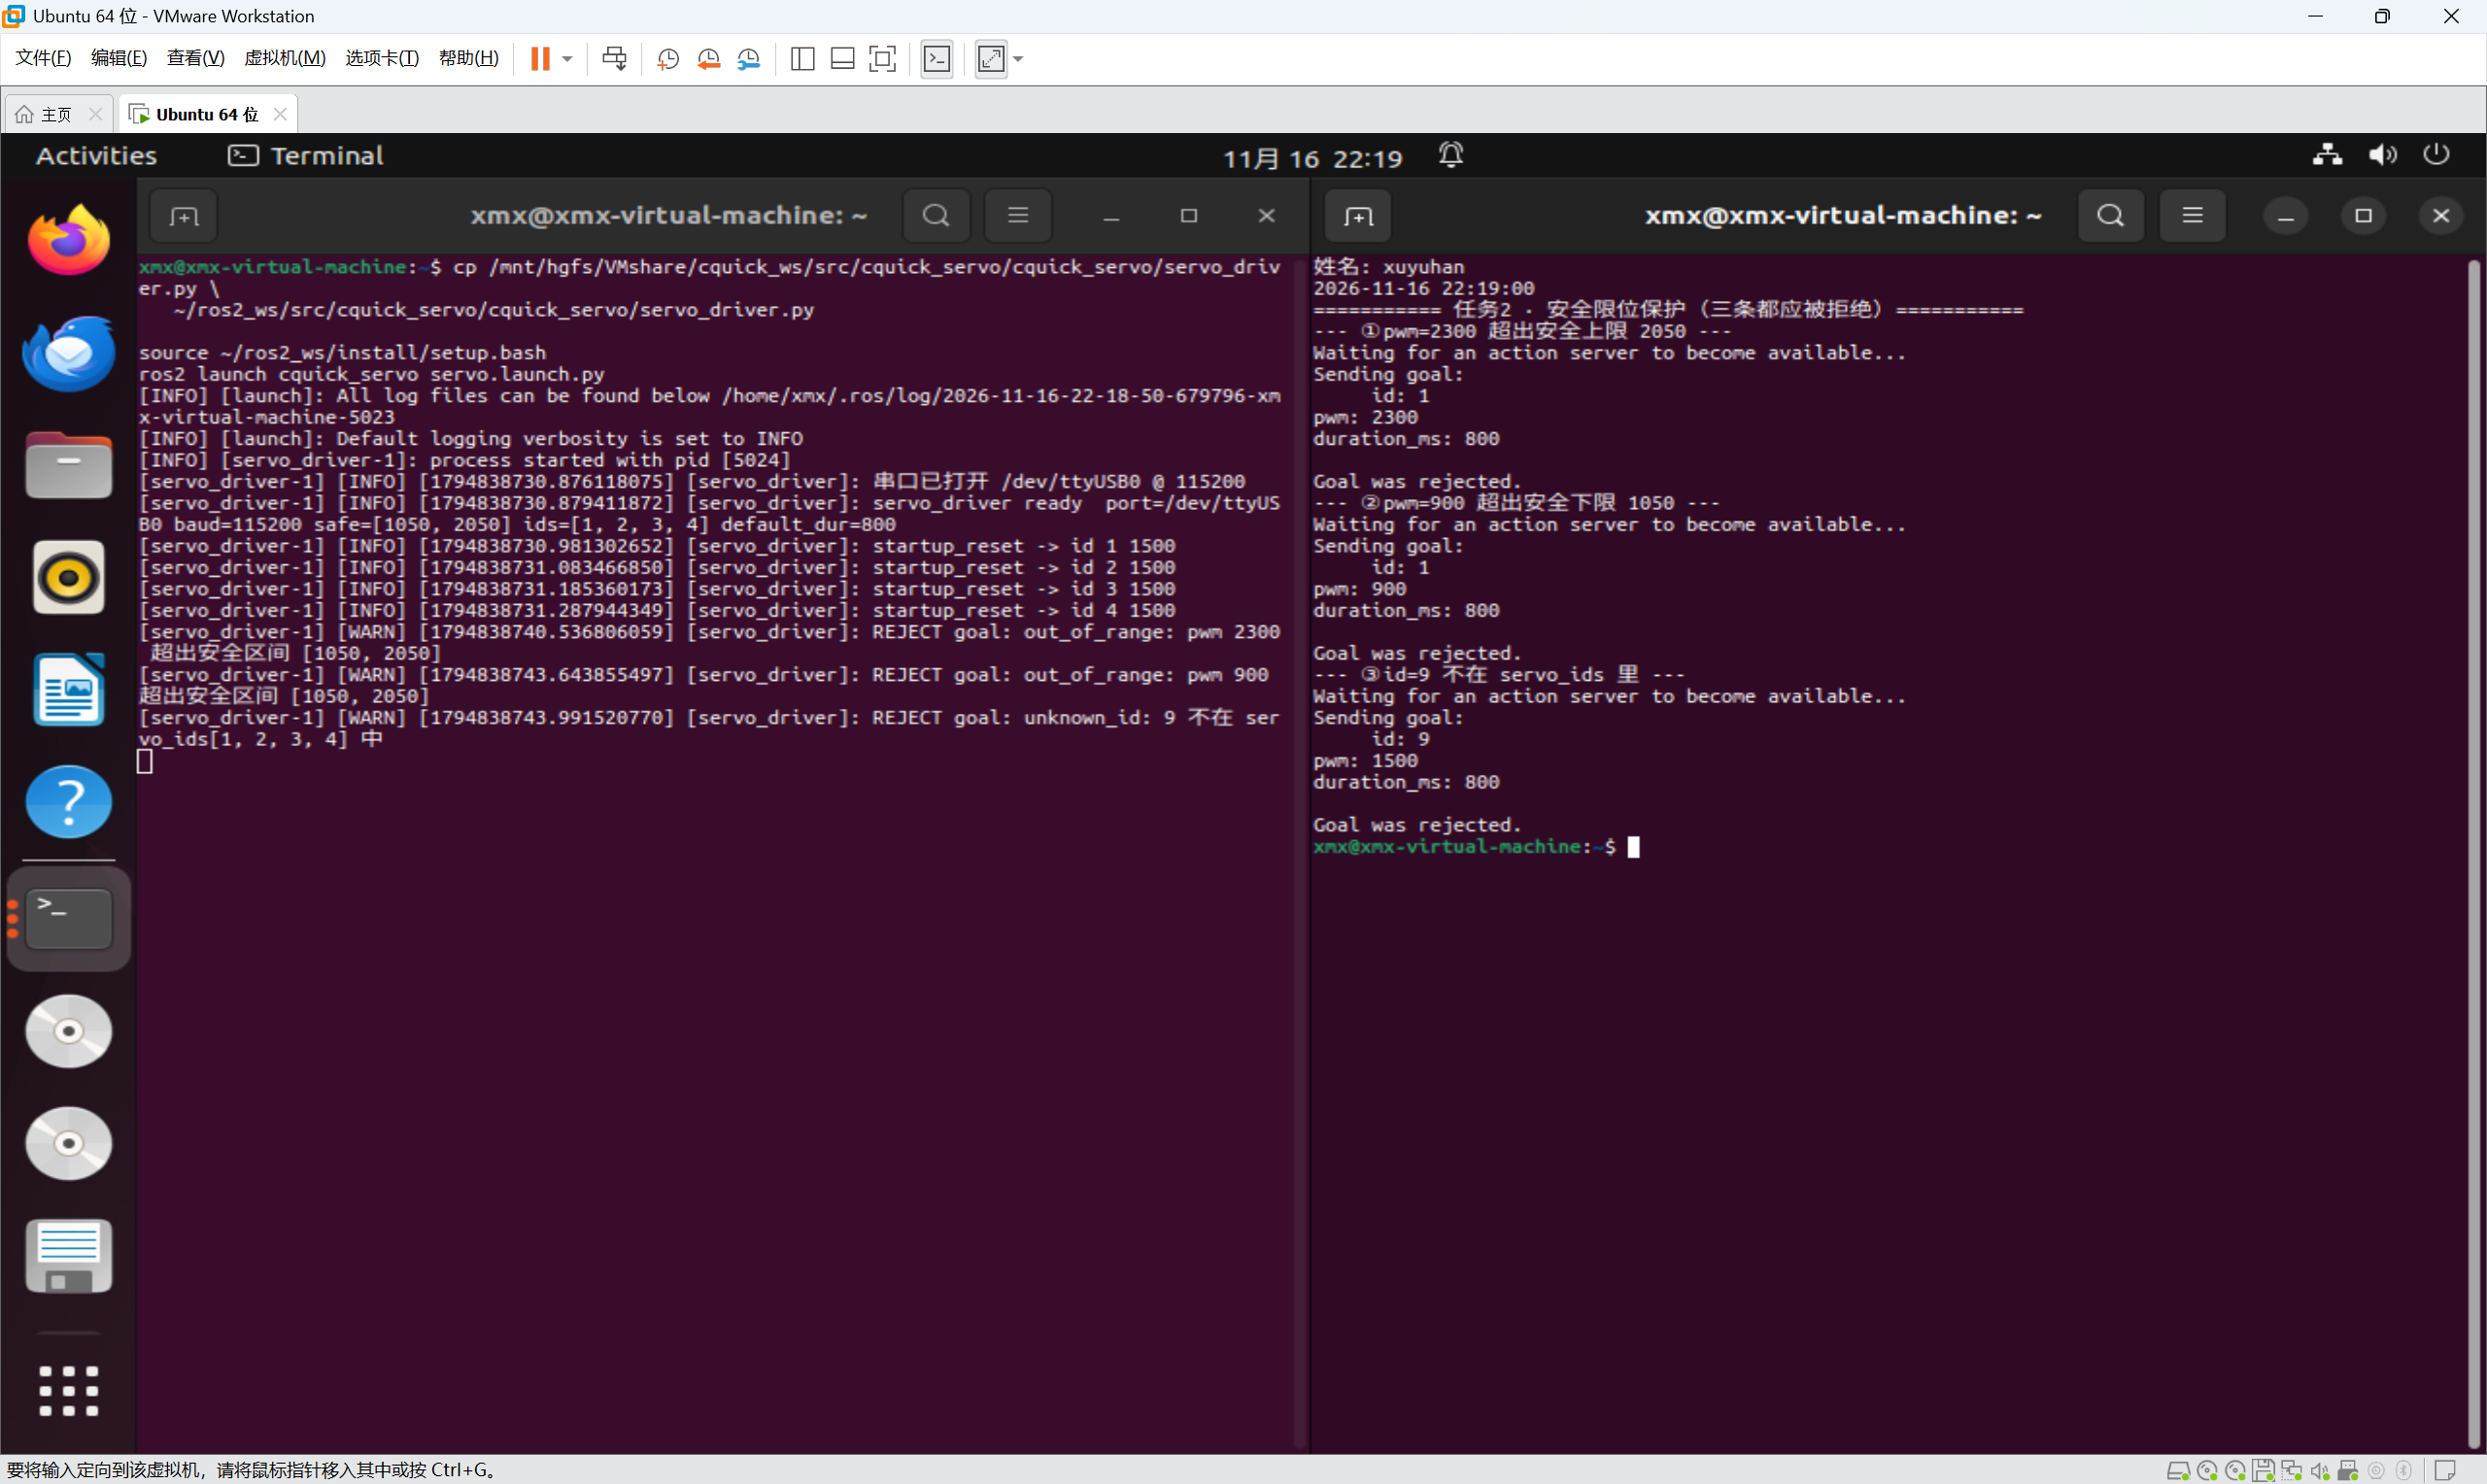 Ubuntu 64 位 - VMware Workstation
文件(F) 编辑(E) 查看(V) 虚拟机(M) 选项卡(T) 帮助(H)
主页 Ubuntu 64 位
Activities Terminal 11月 16 22:19
xmx@xmx-virtual-machine: ~
xmx@xmx-virtual-machine:~$ cp /mnt/hgfs/VMshare/cquick_ws/src/cquick_servo/cquick_servo/servo_driv
er.py \
~/ros2_ws/src/cquick_servo/cquick_servo/servo_driver.py
source ~/ros2_ws/install/setup.bash
ros2 launch cquick_servo servo.launch.py
[INFO] [launch]: All log files can be found below /home/xmx/.ros/log/2026-11-16-22-18-50-679796-xm
x-virtual-machine-5023
[INFO] [launch]: Default logging verbosity is set to INFO
[INFO] [servo_driver-1]: process started with pid [5024]
[servo_driver-1] [INFO] [1794838730.876118075] [servo_driver]: 串口已打开 /dev/ttyUSB0 @ 115200
[servo_driver-1] [INFO] [1794838730.879411872] [servo_driver]: servo_driver ready  port=/dev/ttyUS
B0 baud=115200 safe=[1050, 2050] ids=[1, 2, 3, 4] default_dur=800
[servo_driver-1] [INFO] [1794838730.981302652] [servo_driver]: startup_reset -> id 1 1500
[servo_driver-1] [INFO] [1794838731.083466850] [servo_driver]: startup_reset -> id 2 1500
[servo_driver-1] [INFO] [1794838731.185360173] [servo_driver]: startup_reset -> id 3 1500
[servo_driver-1] [INFO] [1794838731.287944349] [servo_driver]: startup_reset -> id 4 1500
[servo_driver-1] [WARN] [1794838740.536806059] [servo_driver]: REJECT goal: out_of_range: pwm 2300
超出安全区间 [1050, 2050]
[servo_driver-1] [WARN] [1794838743.643855497] [servo_driver]: REJECT goal: out_of_range: pwm 900
超出安全区间 [1050, 2050]
[servo_driver-1] [WARN] [1794838743.991520770] [servo_driver]: REJECT goal: unknown_id: 9 不在 ser
vo_ids[1, 2, 3, 4] 中
xmx@xmx-virtual-machine: ~
姓名: xuyuhan
2026-11-16 22:19:00
=========== 任务2 · 安全限位保护（三条都应被拒绝）===========
--- ①pwm=2300 超出安全上限 2050 ---
Waiting for an action server to become available...
Sending goal:
id: 1
pwm: 2300
duration_ms: 800
Goal was rejected.
--- ②pwm=900 超出安全下限 1050 ---
Waiting for an action server to become available...
Sending goal:
id: 1
pwm: 900
duration_ms: 800
Goal was rejected.
--- ③id=9 不在 servo_ids 里 ---
Waiting for an action server to become available...
Sending goal:
id: 9
pwm: 1500
duration_ms: 800
Goal was rejected.
xmx@xmx-virtual-machine:~$
要将输入定向到该虚拟机，请将鼠标指针移入其中或按 Ctrl+G。